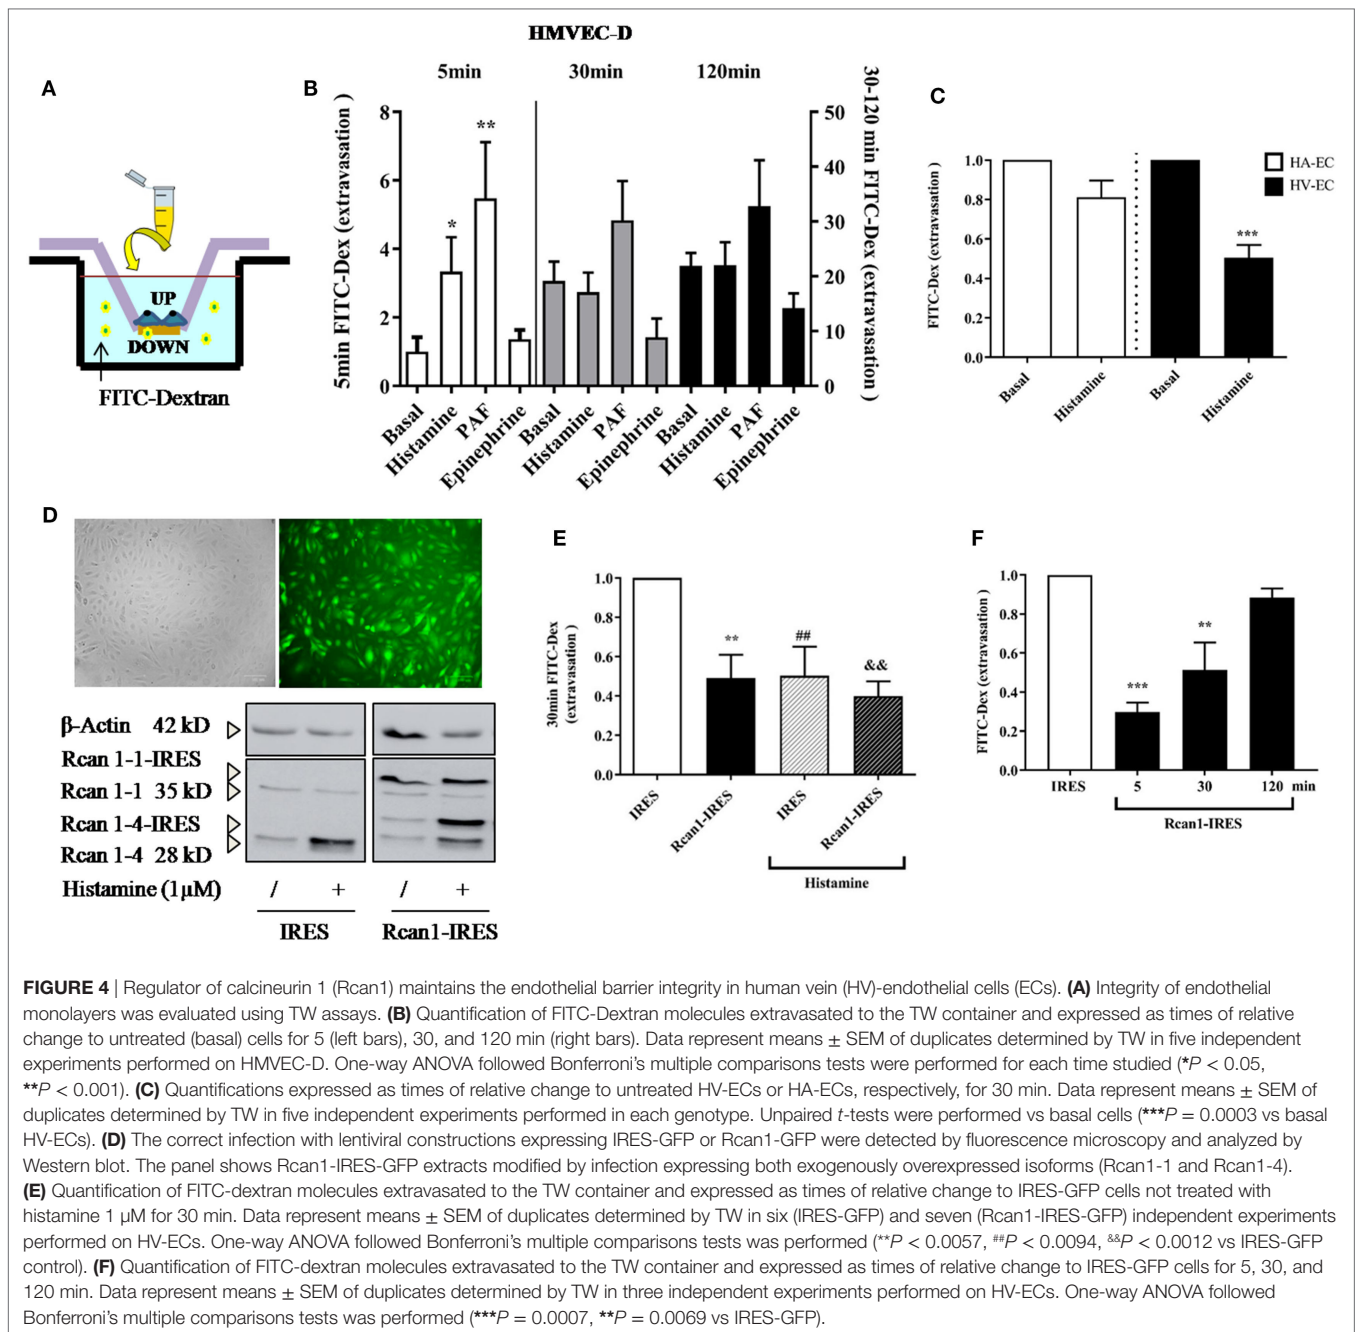 HMVEC-D
A
UP
DOWN
FITC-Dextran
B
5min
30min
120min
5min FITC-Dex (extravasation )
30-120 min FITC-Dex (extravasation )
8
6
4
2
0
50
40
30
20
10
0
*
**
Basal
Histamine
PAF
Epinephrine
Basal
Histamine
PAF
Epinephrine
Basal
Histamine
PAF
Epinephrine
C
FITC-Dex (extravasation )
1.0
0.8
0.6
0.4
0.2
0.0
***
HA-EC
HV-EC
Basal
Histamine
Basal
Histamine
D
β-Actin 42 kD
Rcan 1-1-IRES
Rcan 1-1 35 kD
Rcan 1-4-IRES
Rcan 1-4 28 kD
Histamine (1μM) / + / +
IRES Rcan1-IRES
E
30min FITC-Dex
(extravasation )
1.0
0.8
0.6
0.4
0.2
0.0
**
##
&&
IRES
Rcan1-IRES
IRES
Rcan1-IRES
Histamine
F
FITC-Dex (extravasation )
1.0
0.8
0.6
0.4
0.2
0.0
***
**
IRES 5 30 120 min
Rcan1-IRES
FIGURE 4 | Regulator of calcineurin 1 (Rcan1) maintains the endothelial barrier integrity in human vein (HV)-endothelial cells (ECs). (A) Integrity of endothelial
monolayers was evaluated using TW assays. (B) Quantification of FITC-Dextran molecules extravasated to the TW container and expressed as times of relative
change to untreated (basal) cells for 5 (left bars), 30, and 120 min (right bars). Data represent means ± SEM of duplicates determined by TW in five independent
experiments performed on HMVEC-D. One-way ANOVA followed Bonferroni's multiple comparisons tests were performed for each time studied (*P < 0.05,
**P < 0.001). (C) Quantifications expressed as times of relative change to untreated HV-ECs or HA-ECs, respectively, for 30 min. Data represent means ± SEM of
duplicates determined by TW in five independent experiments performed in each genotype. Unpaired t-tests were performed vs basal cells (***P = 0.0003 vs basal
HV-ECs). (D) The correct infection with lentiviral constructions expressing IRES-GFP or Rcan1-GFP were detected by fluorescence microscopy and analyzed by
Western blot. The panel shows Rcan1-IRES-GFP extracts modified by infection expressing both exogenously overexpressed isoforms (Rcan1-1 and Rcan1-4).
(E) Quantification of FITC-dextran molecules extravasated to the TW container and expressed as times of relative change to IRES-GFP cells not treated with
histamine 1 μM for 30 min. Data represent means ± SEM of duplicates determined by TW in six (IRES-GFP) and seven (Rcan1-IRES-GFP) independent experiments
performed on HV-ECs. One-way ANOVA followed Bonferroni's multiple comparisons tests was performed (**P < 0.0057, ##P < 0.0094, &&P < 0.0012 vs IRES-GFP
control). (F) Quantification of FITC-dextran molecules extravasated to the TW container and expressed as times of relative change to IRES-GFP cells for 5, 30, and
120 min. Data represent means ± SEM of duplicates determined by TW in three independent experiments performed on HV-ECs. One-way ANOVA followed
Bonferroni's multiple comparisons tests was performed (***P = 0.0007, **P = 0.0069 vs IRES-GFP).